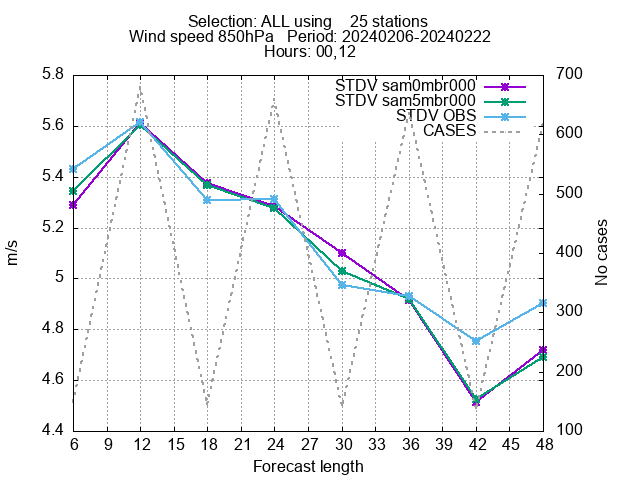 Selection: ALL using    25 stations
Wind speed 850hPa   Period: 20240206-20240222
Hours: 00,12
5.8
5.6
5.4
5.2
5
4.8
4.6
4.4
m/s
700
600
500
400
300
200
100
No cases
STDV sam0mbr000
STDV sam5mbr000
STDV OBS
CASES
6 9 12 15 18 21 24 27 30 33 36 39 42 45 48
Forecast length